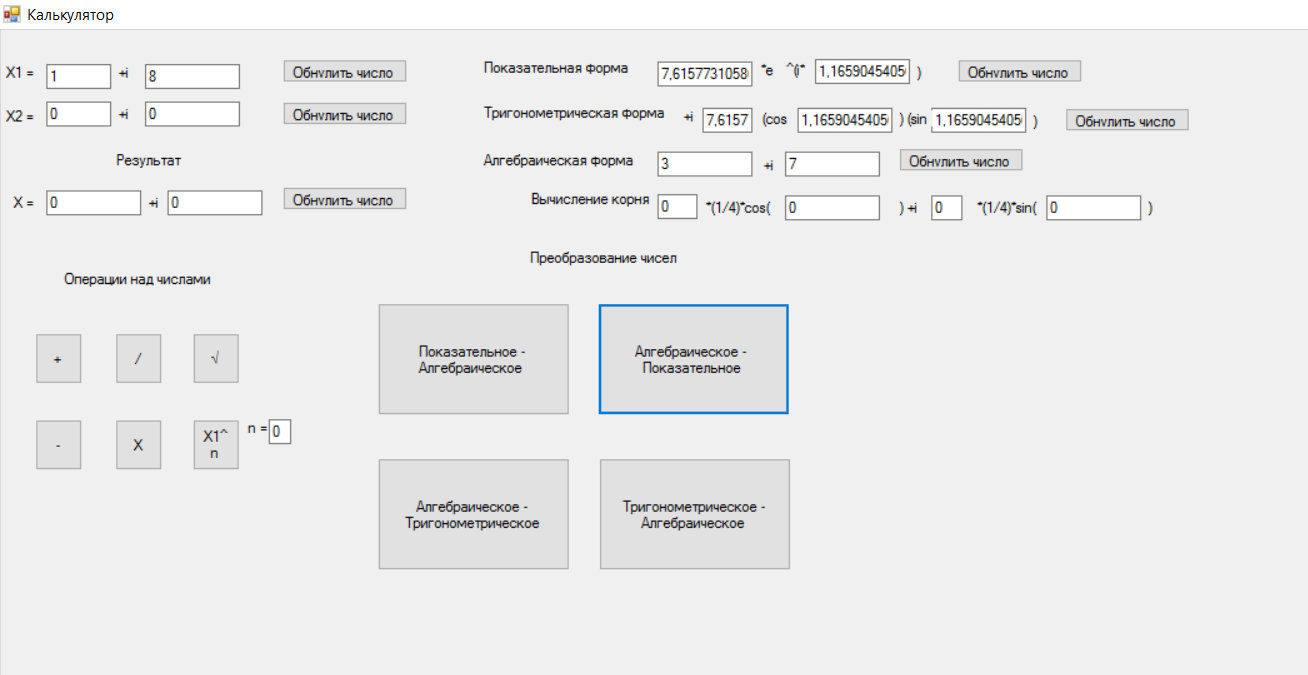 Калькулятор
X1 = 1 +i 8 Обнулить число
Показательная форма 7,6157731058 *e ^(i* 1,1659045405 ) Обнулить число
X2 = 0 +i 0 Обнулить число
Тригонометрическая форма +i 7,6157 (cos 1,1659045405 ) (sin 1,1659045405 ) Обнулить число
Результат
Алгебраическая форма 3 +i 7 Обнулить число
X = 0 +i 0 Обнулить число
Вычисление корня 0 *(1/4)*cos( 0 ) +i 0 *(1/4)*sin( 0 )
Преобразование чисел
Операции над числами
+ / √
Показательное -
Алгебраическое
Алгебраическое -
Показательное
- X X1^
n
n = 0
Алгебраическое -
Тригонометрическое
Тригонометрическое -
Алгебраическое